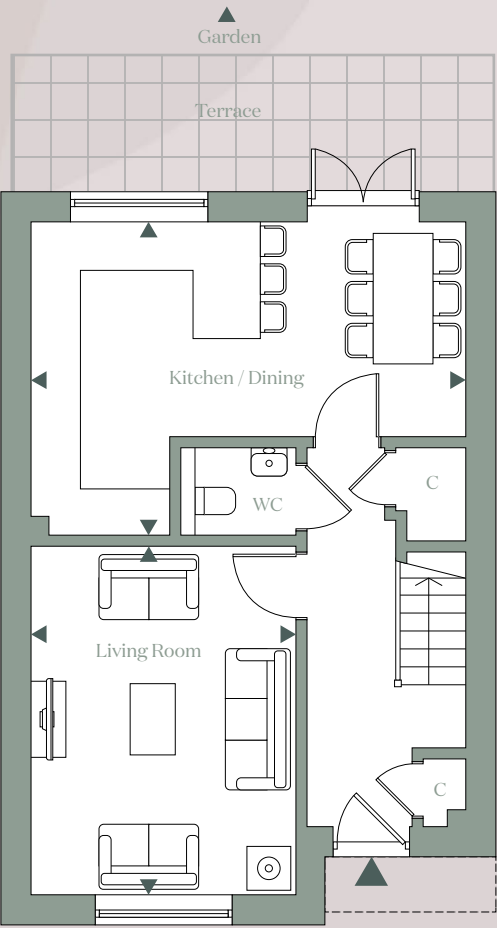 Garden
Terrace
Kitchen / Dining
C
WC
Living Room
C